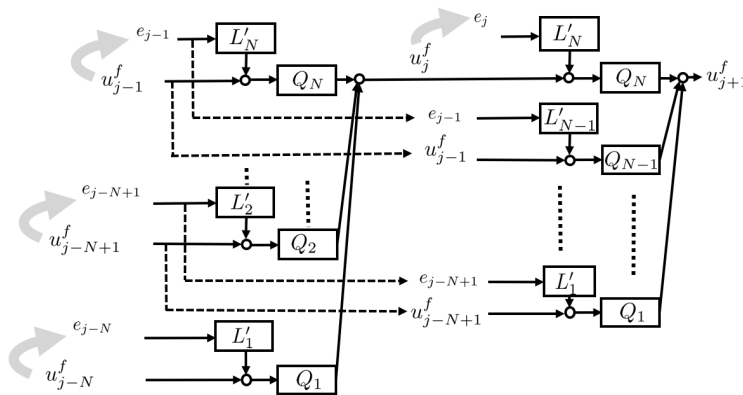 e_{j-1} L'_N
u^f_{j-1} Q_N
e_{j-N+1} L'_2
u^f_{j-N+1} Q_2
e_{j-N} L'_1
u^f_{j-N} Q_1
e_j L'_N
u^f_j Q_N u^f_{j+1}
e_{j-1} L'_{N-1}
u^f_{j-1} Q_{N-1}
e_{j-N+1} L'_1
u^f_{j-N+1} Q_1